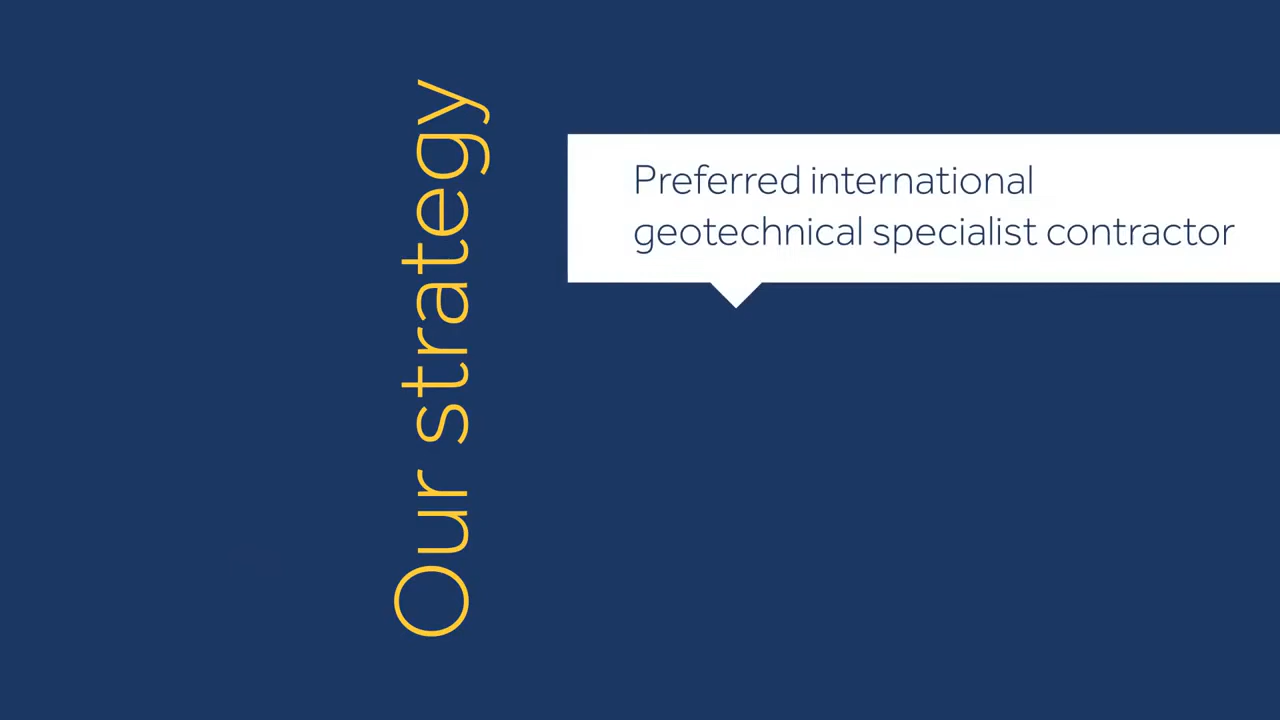 Our strategy
Preferred international
geotechnical specialist contractor